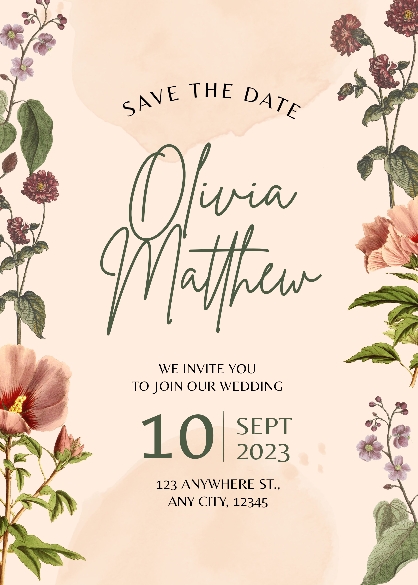 SAVE THE DATE
Olivia
Matthew
WE INVITE YOU
TO JOIN OUR WEDDING
10
SEPT
2023
123 ANYWHERE ST.,
ANY CITY, 12345